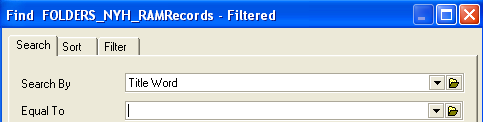 Find FOLDERS_NYH_RAMRecords - Filtered
Search Sort Filter
Search By Title Word
Equal To